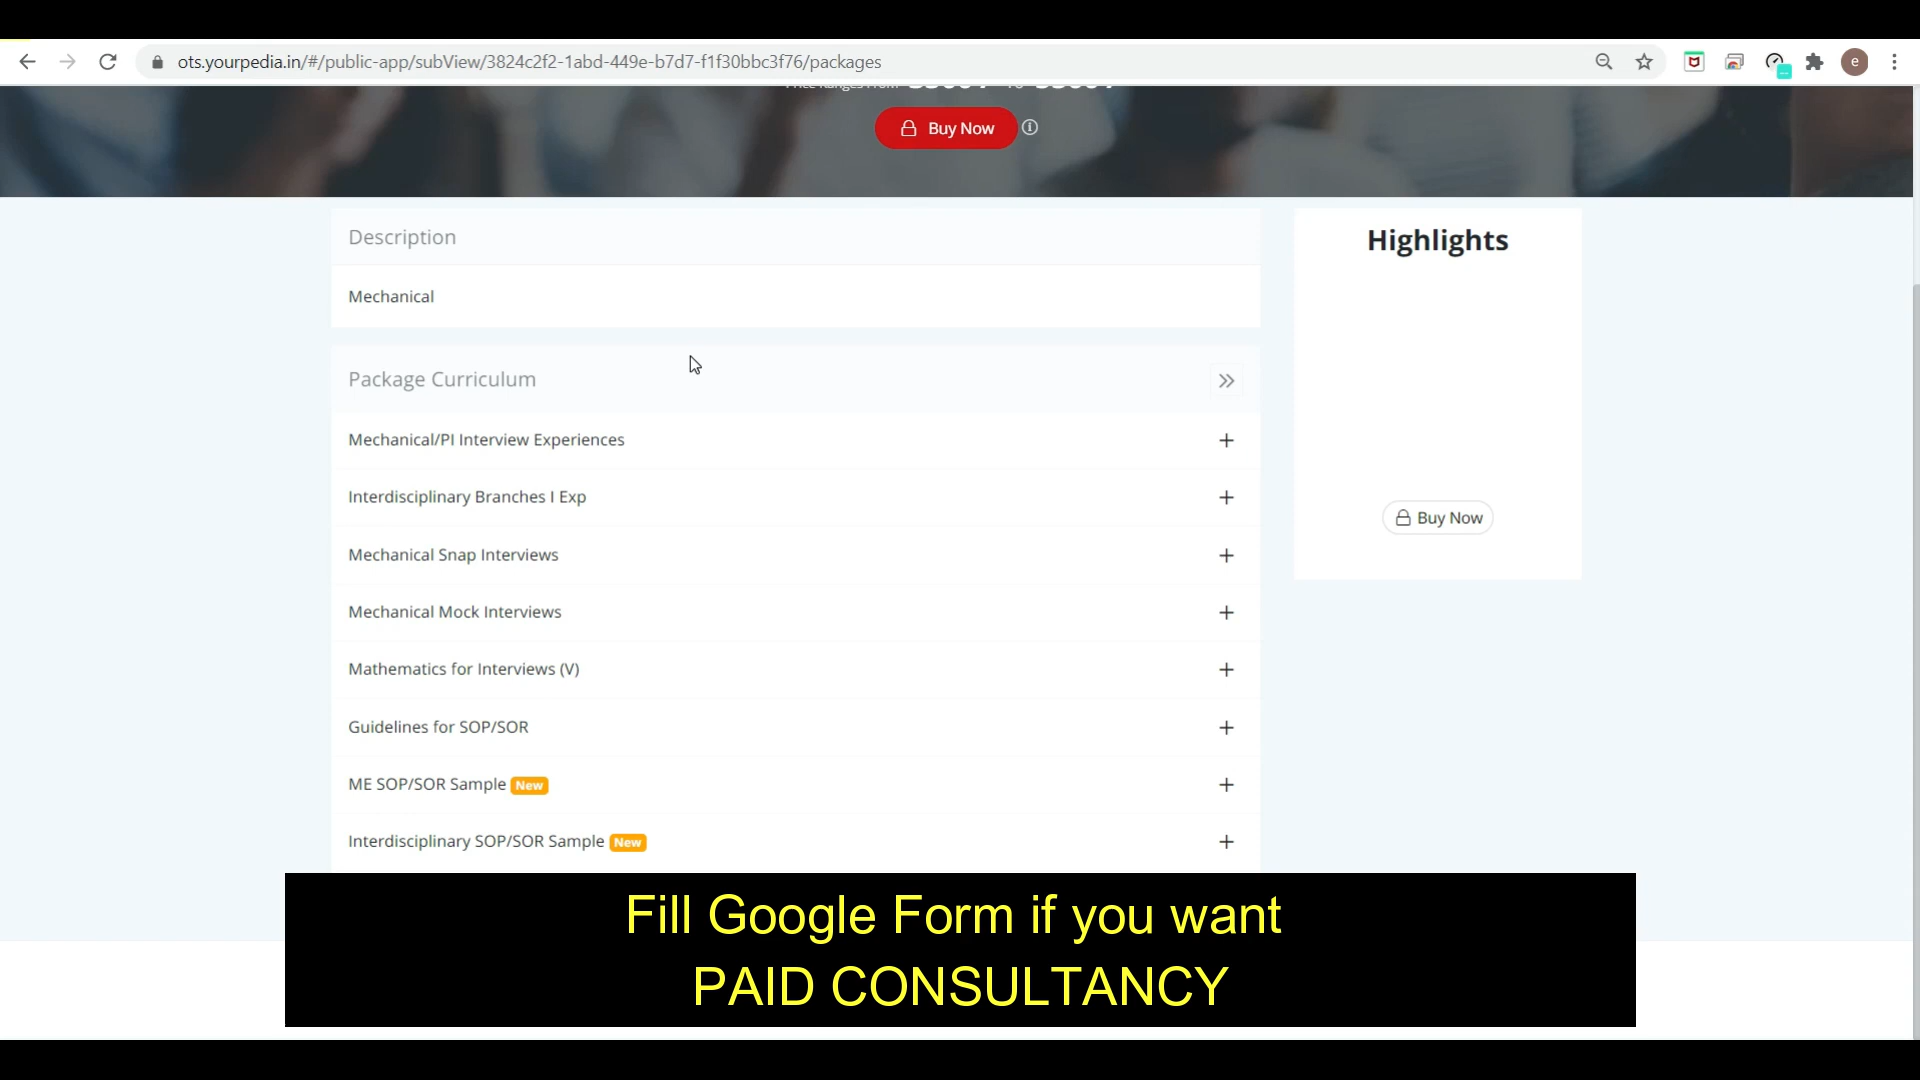 ots.yourpedia.in/#/public-app/subView/3824c2f2-1abd-449e-b7d7-f1f30bbc3f76/packages
e
Buy Now
Description
Highlights
Mechanical
Package Curriculum
Mechanical/PI Interview Experiences
Interdisciplinary Branches I Exp
Buy Now
Mechanical Snap Interviews
Mechanical Mock Interviews
Mathematics for Interviews (V)
Guidelines for SOP/SOR
ME SOP/SOR Sample New
Interdisciplinary SOP/SOR Sample New
Fill Google Form if you want
PAID CONSULTANCY